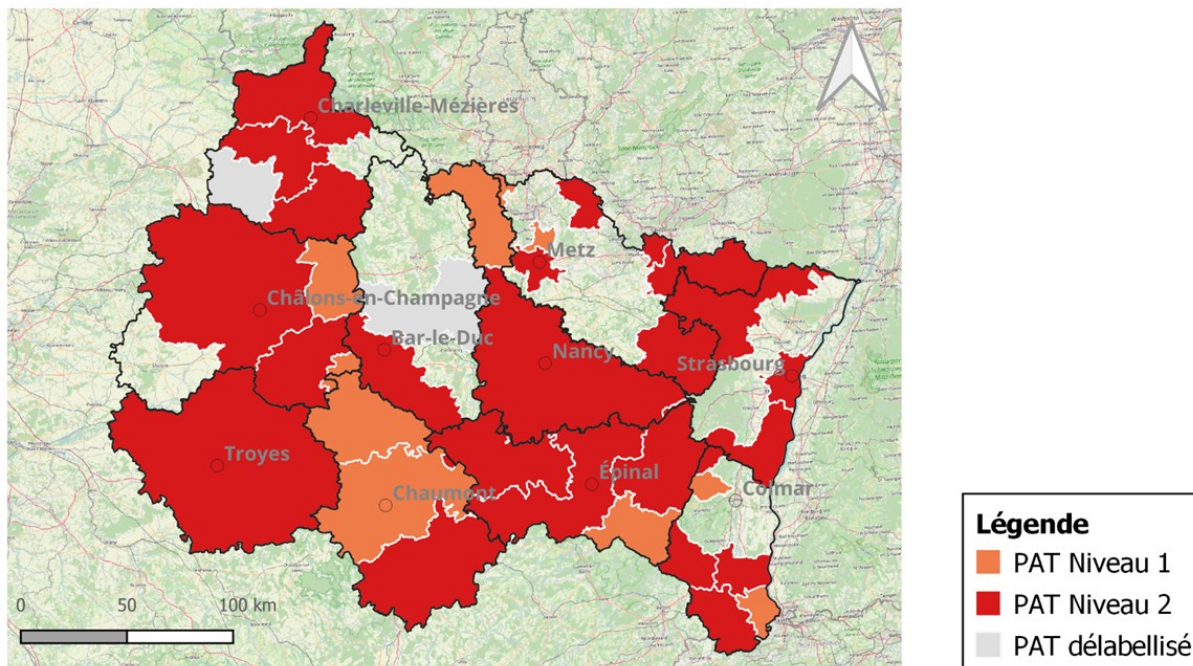 Charleville-Mézières
Metz
Châlons-en-Champagne
Bar-le-Duc
Nancy
Strasbourg
Troyes
Épinal
Chaumont
Colmar
0 50 100 km
Légende
PAT Niveau 1
PAT Niveau 2
PAT délabellisé